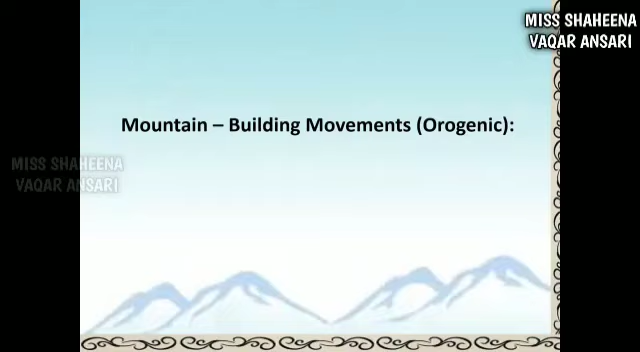 MISS SHAHEENA
VAQAR ANSARI
Mountain – Building Movements (Orogenic):
MISS SHAHEENA
VAQAR ANSARI